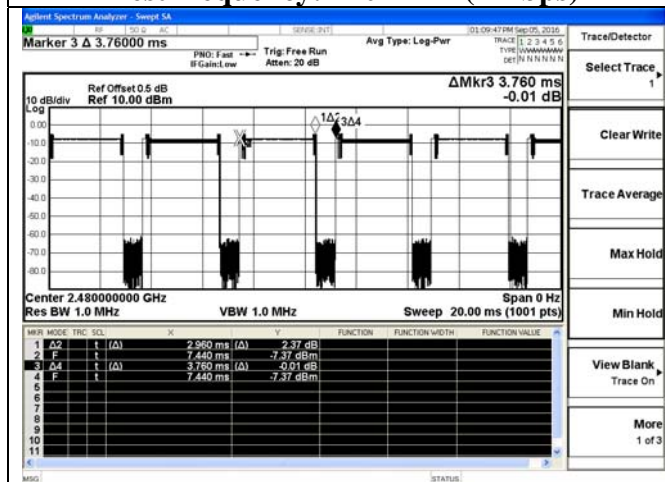 Agilent Spectrum Analyzer - Swept SA
RF 50 Ω AC SENSE:INT 01:09:47 PM Sep 05, 2016
Marker 3 Δ 3.76000 ms
Avg Type: Log-Pwr
TRACE 1 2 3 4 5 6
TYPE
DET N N N N N N
PNO: Fast Trig: Free Run
IFGain:Low Atten: 20 dB
Trace/Detector
Ref Offset 0.5 dB
10 dB/div Ref 10.00 dBm
ΔMkr3 3.760 ms
-0.01 dB
Log
0.00
-10.0
-20.0
-30.0
-40.0
-50.0
-60.0
-70.0
-80.0
1Δ2
3Δ4
X
Center 2.480000000 GHz Span 0 Hz
Res BW 1.0 MHz VBW 1.0 MHz Sweep 20.00 ms (1001 pts)
MKR MODE TRC SCL X Y FUNCTION FUNCTION WIDTH FUNCTION VALUE
1 Δ2 t (Δ) 2.960 ms (Δ) 2.37 dB
2 F t 7.440 ms -7.37 dBm
3 Δ4 t (Δ) 3.760 ms (Δ) -0.01 dB
4 F t 7.440 ms -7.37 dBm
5
6
7
8
9
10
11
MSG STATUS
Select Trace
1
Clear Write
Trace Average
Max Hold
Min Hold
View Blank
Trace On
More
1 of 3